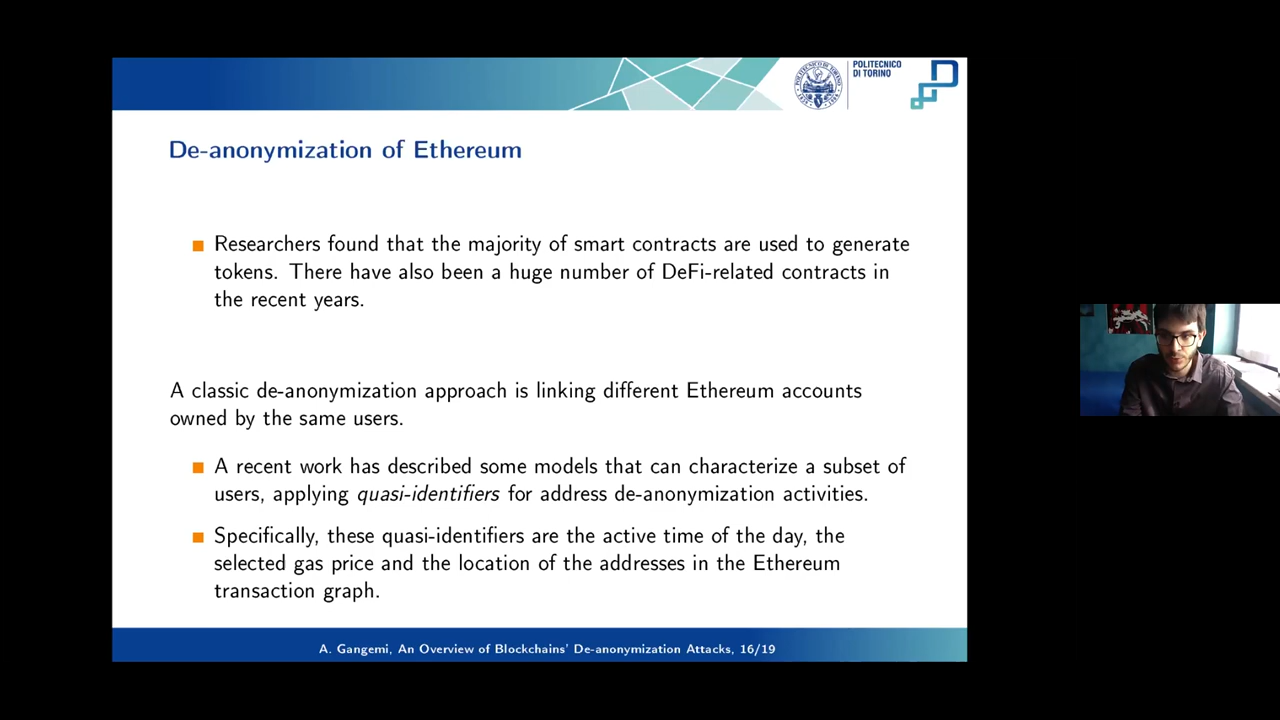 POLITECNICO
DI TORINO
De-anonymization of Ethereum
Researchers found that the majority of smart contracts are used to generate
tokens. There have also been a huge number of DeFi-related contracts in
the recent years.
A classic de-anonymization approach is linking different Ethereum accounts
owned by the same users.
A recent work has described some models that can characterize a subset of
users, applying quasi-identifiers for address de-anonymization activities.
Specifically, these quasi-identifiers are the active time of the day, the
selected gas price and the location of the addresses in the Ethereum
transaction graph.
A. Gangemi, An Overview of Blockchains' De-anonymization Attacks, 16/19